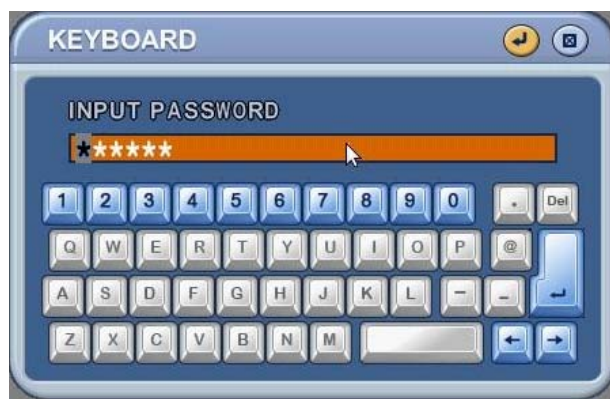 KEYBOARD
INPUT PASSWORD
******
1 2 3 4 5 6 7 8 9 0 . Del
Q W E R T Y U I O P @
A S D F G H J K L - _ ↵
Z X C V B N M ← →